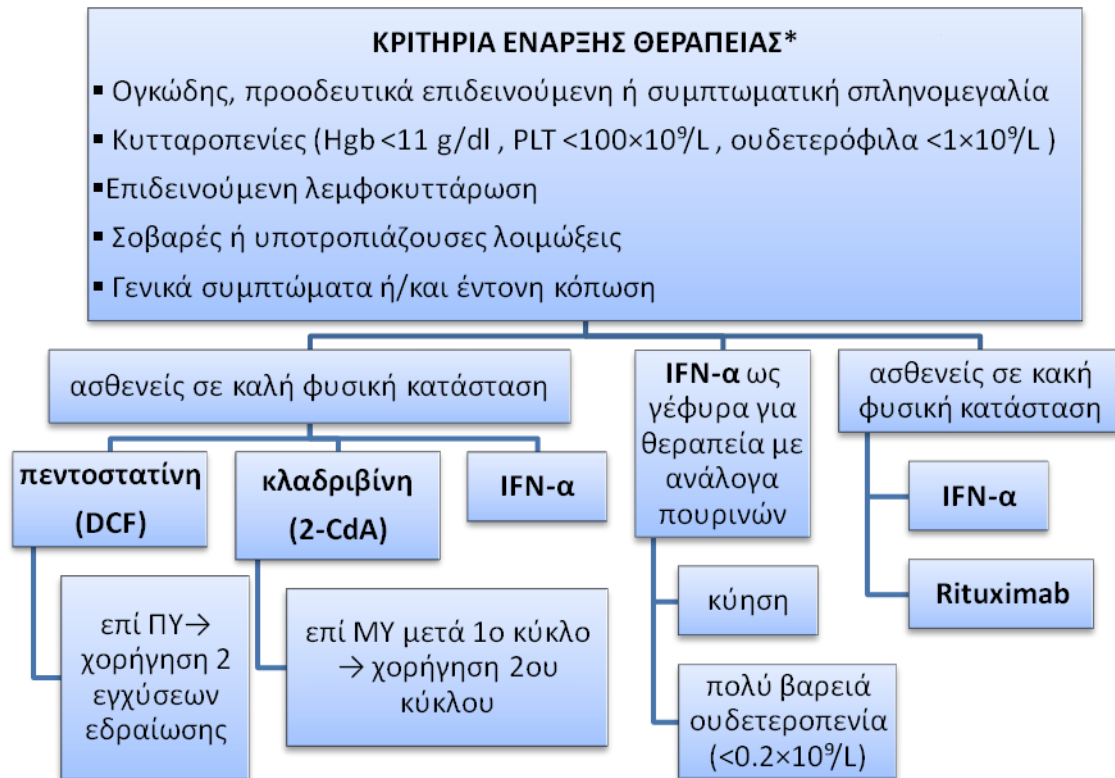 ΚΡΙΤΗΡΙΑ ΕΝΑΡΞΗΣ ΘΕΡΑΠΕΙΑΣ*
▪ Ογκώδης, προοδευτικά επιδεινούμενη ή συμπτωματική σπληνομεγαλία
▪ Κυτταροπενίες (Hgb <11 g/dl , PLT <100×10⁹/L , ουδετερόφιλα <1×10⁹/L )
▪Επιδεινούμενη λεμφοκυττάρωση
▪ Σοβαρές ή υποτροπιάζουσες λοιμώξεις
▪ Γενικά συμπτώματα ή/και έντονη κόπωση
ασθενείς σε καλή φυσική κατάσταση
πεντοστατίνη
(DCF)
επί ΠΥ→
χορήγηση 2
εγχύσεων
εδραίωσης
κλαδριβίνη
(2-CdA)
επί ΜΥ μετά 1ο κύκλο
→ χορήγηση 2ου
κύκλου
IFN-α
IFN-α ως
γέφυρα για
θεραπεία με
ανάλογα
πουρινών
κύηση
πολύ βαρειά
ουδετεροπενία
(<0.2×10⁹/L)
ασθενείς σε κακή
φυσική κατάσταση
IFN-α
Rituximab